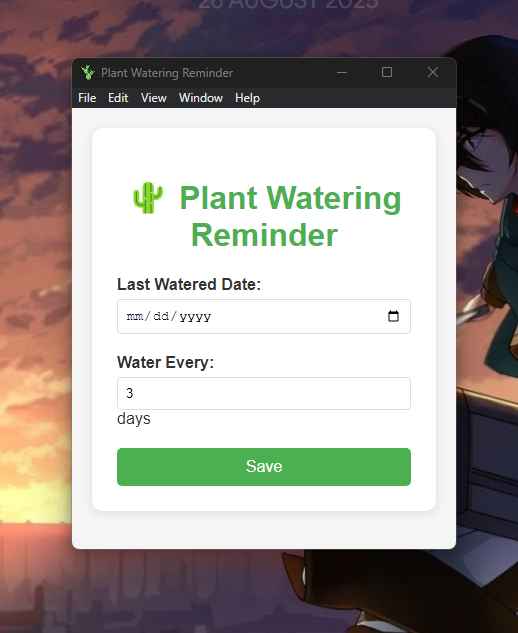 26 AUGUST 2025
Plant Watering Reminder
File Edit View Window Help
Plant Watering
Reminder
Last Watered Date:
mm/dd/yyyy
Water Every:
3
days
Save